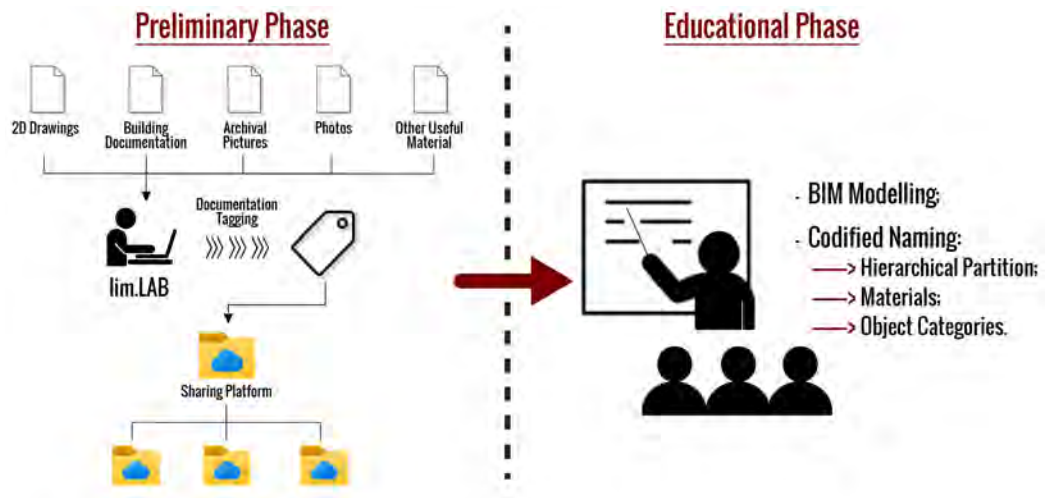 Preliminary Phase
2D Drawings
Building
Documentation
Archival
Pictures
Photos
Other Useful
Material
Documentation
Tagging
lim.LAB
Sharing Platform
Educational Phase
- BIM Modelling;
- Codified Naming:
Hierarchical Partition;
Materials;
Object Categories.